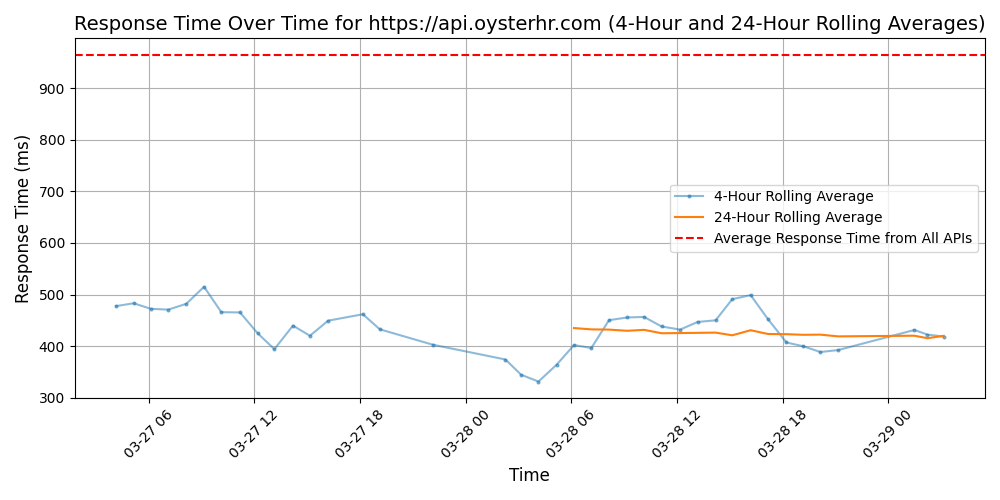 Response Time Over Time for https://api.oysterhr.com (4-Hour and 24-Hour Rolling Averages)
Response Time (ms)
900
800
700
600
500
400
300
4-Hour Rolling Average
24-Hour Rolling Average
Average Response Time from All APIs
03-27 06
03-27 12
03-27 18
03-28 00
03-28 06
03-28 12
03-28 18
03-29 00
Time